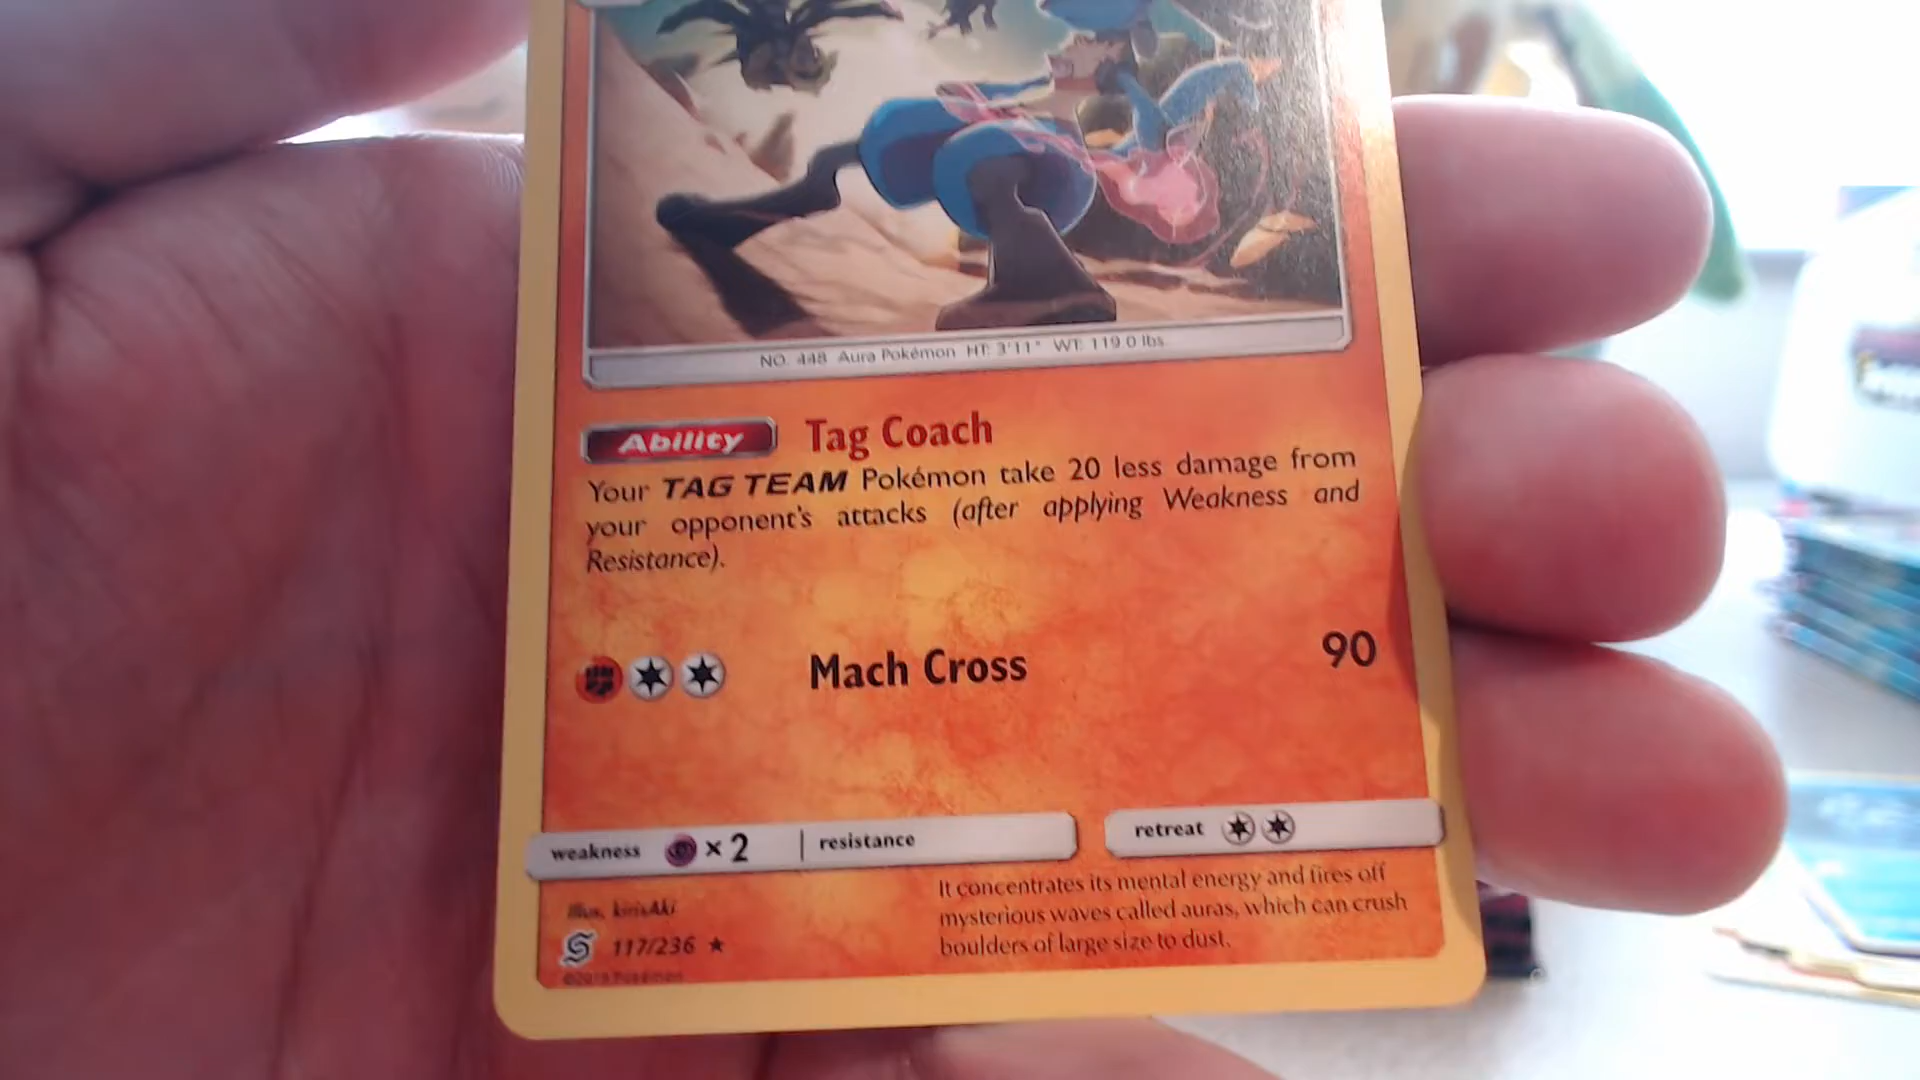 NO. 448 Aura Pokémon HT: 3'11" WT: 119.0 lbs.
Ability Tag Coach
Your TAG TEAM Pokémon take 20 less damage from
your opponent's attacks (after applying Weakness and
Resistance).
Mach Cross 90
weakness ×2 resistance retreat
It concentrates its mental energy and fires off
mysterious waves called auras, which can crush
boulders of large size to dust.
Illus. kirisAki
117/236
©2019 Pokémon